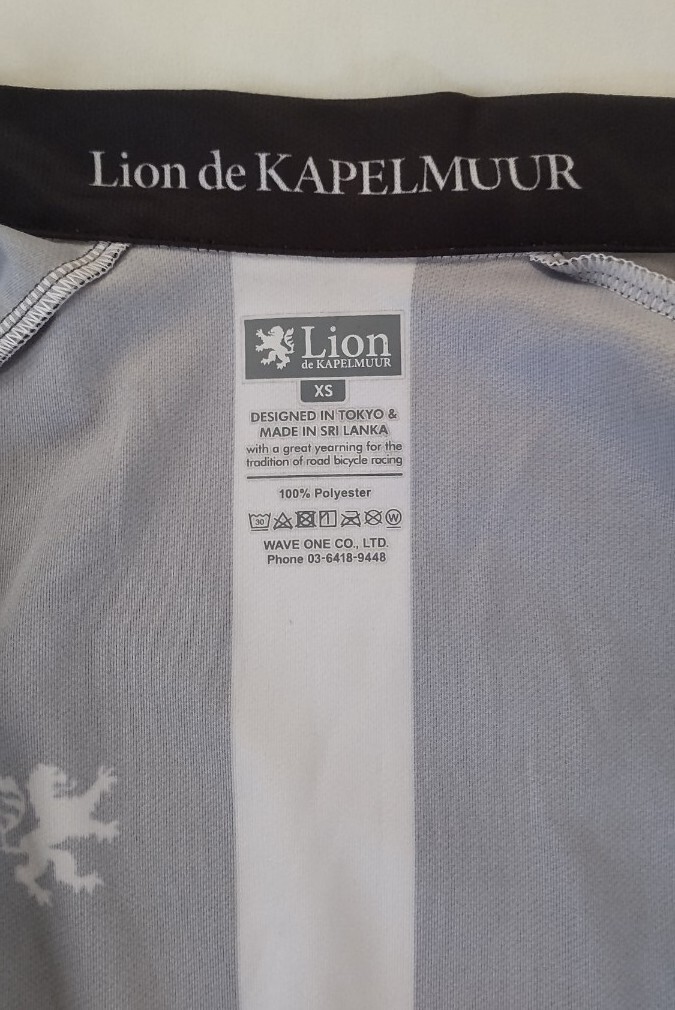 Lion de KAPELMUUR
Lion
de KAPELMUUR
XS
DESIGNED IN TOKYO &
MADE IN SRI LANKA
with a great yearning for the
tradition of road bicycle racing
100% Polyester
30 W
WAVE ONE CO., LTD.
Phone 03-6418-9448